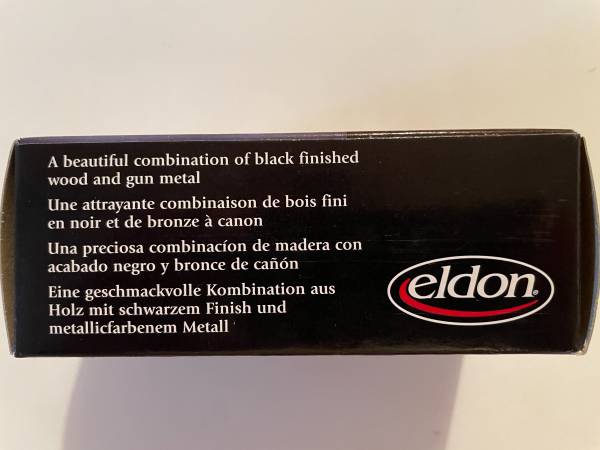 A beautiful combination of black finished
wood and gun metal
Une attrayante combinaison de bois fini
en noir et de bronze à canon
Una preciosa combinacíon de madera con
acabado negro y bronce de cañón
Eine geschmackvolle Kombination aus
Holz mit schwarzem Finish und
metallicfarbenem Metall
eldon®